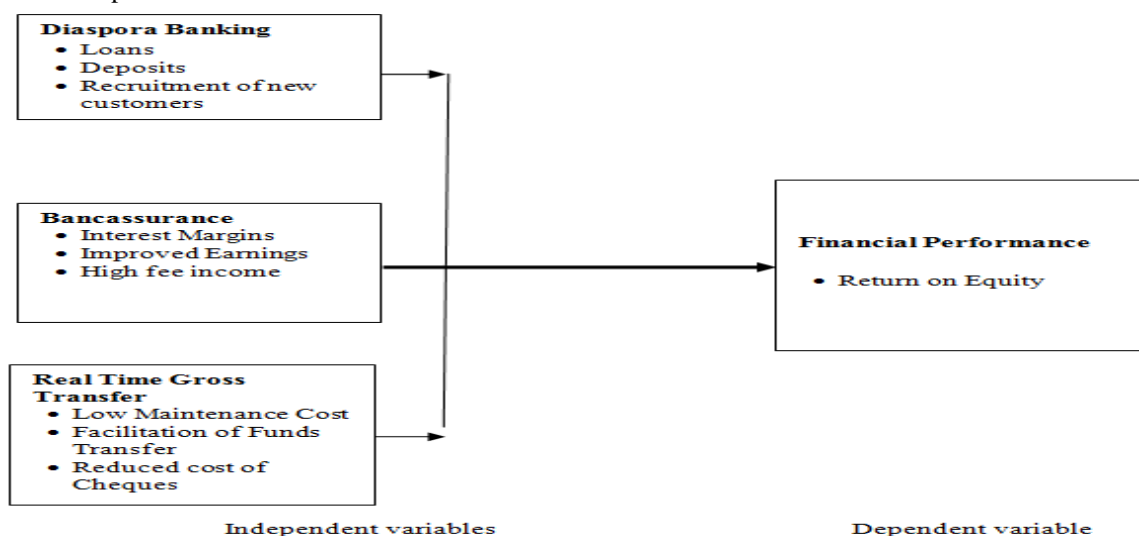 Diaspora Banking
• Loans
• Deposits
• Recruitment of new
customers
Bancassurance
• Interest Margins
• Improved Earnings
• High fee income
Real Time Gross
Transfer
• Low Maintenance Cost
• Facilitation of Funds
Transfer
• Reduced cost of
Cheques
Financial Performance
• Return on Equity
Independent variables
Dependent variable